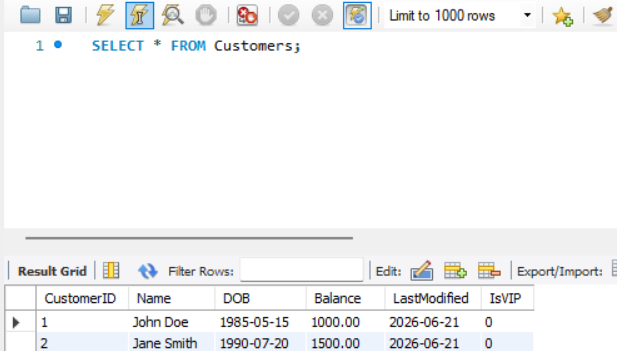 Limit to 1000 rows
1 SELECT * FROM Customers;
Result Grid Filter Rows: Edit: Export/Import:
CustomerID Name DOB Balance LastModified IsVIP
1 John Doe 1985-05-15 1000.00 2026-06-21 0
2 Jane Smith 1990-07-20 1500.00 2026-06-21 0